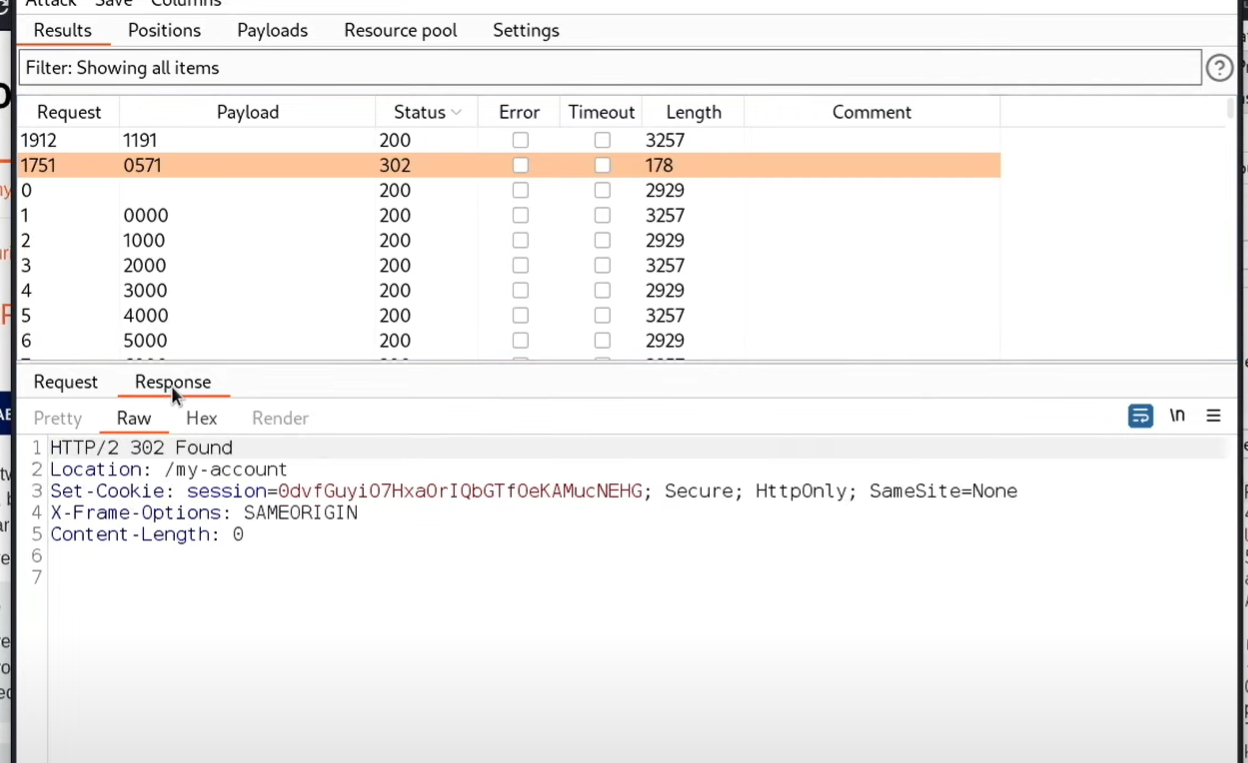 Attack Save Columns
Results Positions Payloads Resource pool Settings
Filter: Showing all items
?
Request Payload Status Error Timeout Length Comment
1912 1191 200 3257
1751 0571 302 178
0 200 2929
1 0000 200 3257
2 1000 200 2929
3 2000 200 3257
4 3000 200 2929
5 4000 200 3257
6 5000 200 2929
Request Response
Pretty Raw Hex Render \n
1 HTTP/2 302 Found
2 Location: /my-account
3 Set-Cookie: session=0dvfGuyiO7HxaOrIQbGTfOeKAMucNEHG; Secure; HttpOnly; SameSite=None
4 X-Frame-Options: SAMEORIGIN
5 Content-Length: 0
6
7